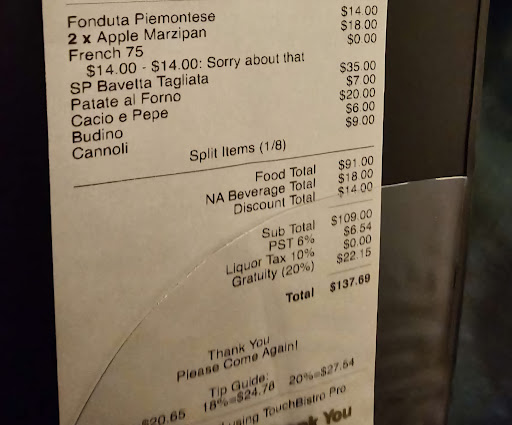 Fonduta Piemontese $14.00
2 x Apple Marzipan $18.00
French 75 $0.00
$14.00 - $14.00: Sorry about that
SP Bavetta Tagliata $35.00
Patate al Forno $7.00
Cacio e Pepe $20.00
Budino $6.00
Cannoli $9.00
Split Items (1/8)
Food Total $91.00
NA Beverage Total $18.00
Discount Total $14.00
Sub Total $109.00
PST 6% $6.54
Liquor Tax 10% $0.00
Gratuity (20%) $22.15
Total $137.69
Thank You
Please Come Again!
Tip Guide:
$20.65 18%=$24.78 20%=$27.54
using TouchBistro Pro
You